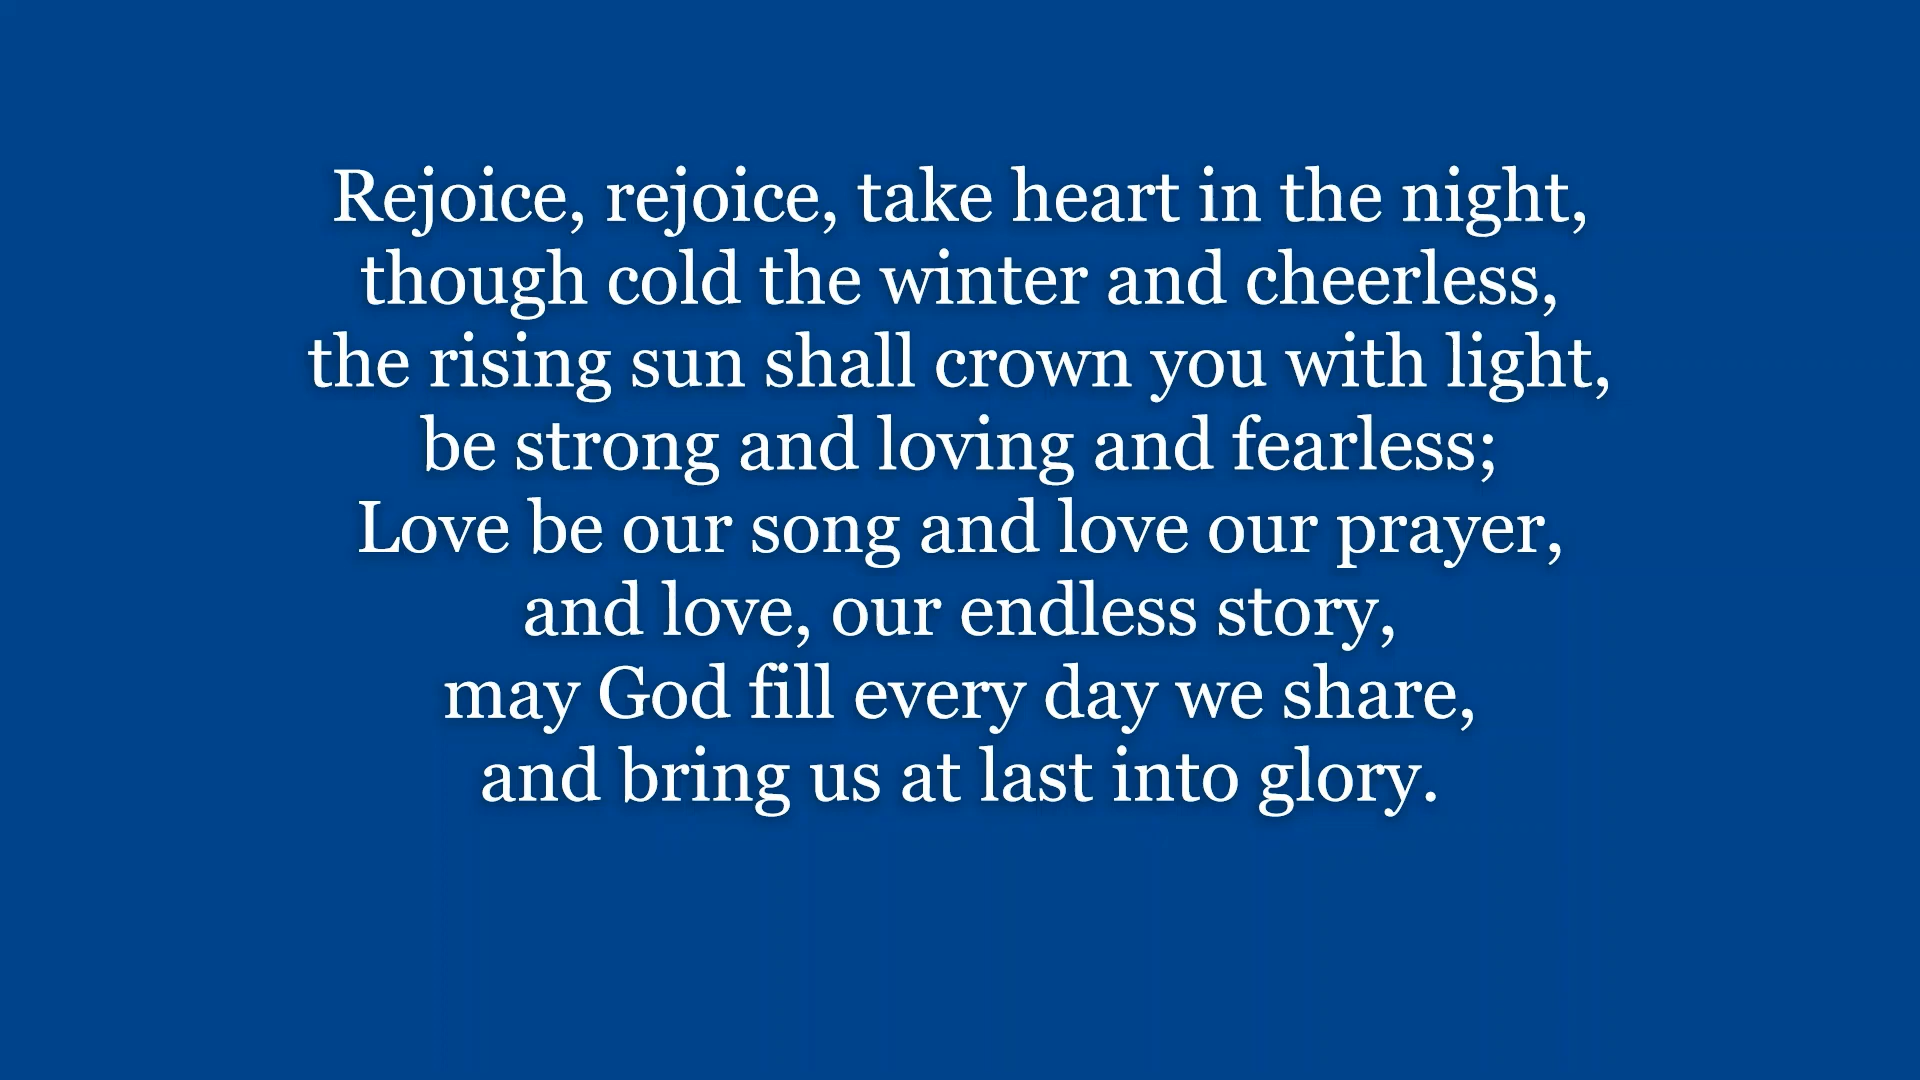 Rejoice, rejoice, take heart in the night,
though cold the winter and cheerless,
the rising sun shall crown you with light,
be strong and loving and fearless;
Love be our song and love our prayer,
and love, our endless story,
may God fill every day we share,
and bring us at last into glory.